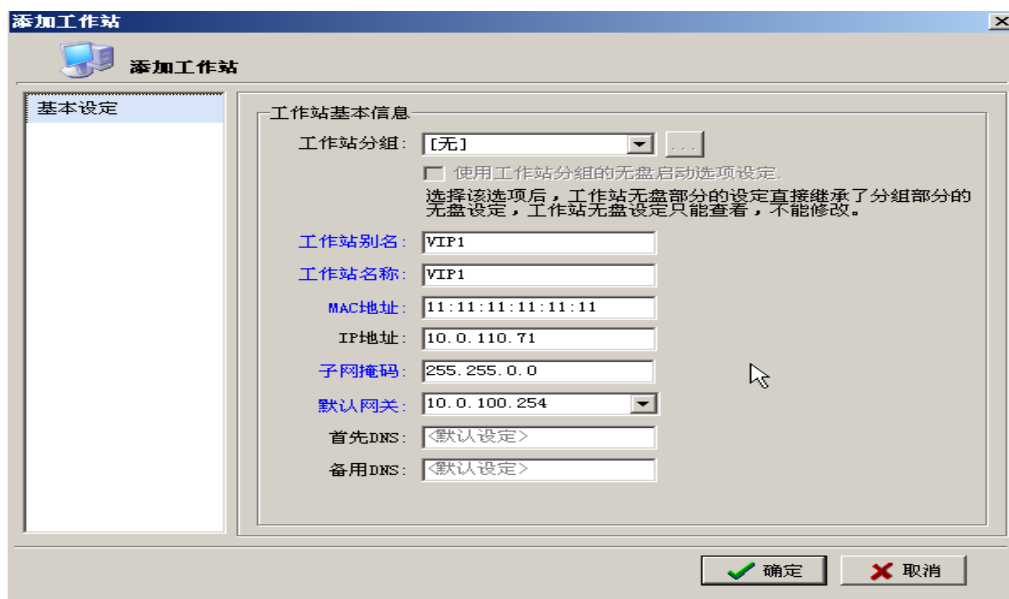 添加工作站
添加工作站
基本设定
工作站基本信息
工作站分组: [无] ...
使用工作站分组的无盘启动选项设定.
选择该选项后，工作站无盘部分的设定直接继承了分组部分的
无盘设定，工作站无盘设定只能查看，不能修改。
工作站别名: VIP1
工作站名称: VIP1
MAC地址: 11:11:11:11:11:11
IP地址: 10.0.110.71
子网掩码: 255.255.0.0
默认网关: 10.0.100.254
首先DNS: <默认设定>
备用DNS: <默认设定>
确定 取消